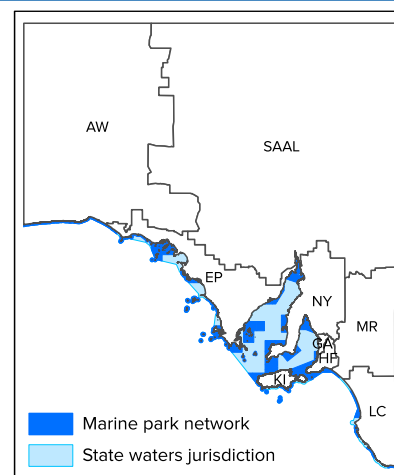 AW
SAAL
EP
NY
MR
GA
HF
KI
LC
Marine park network
State waters jurisdiction